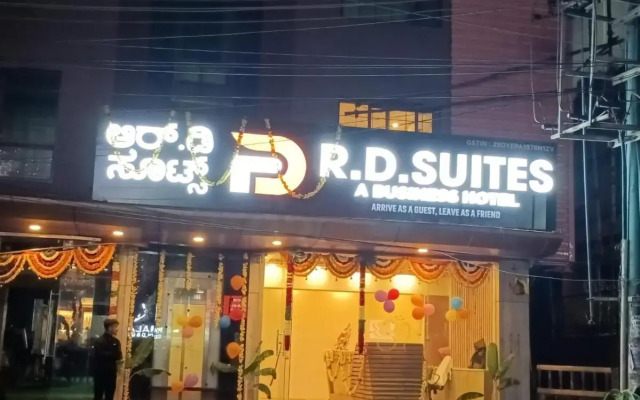 ಆರ್.ಡಿ
ಸೂಟ್ಸ್
R.D.SUITES
A BUSINESS HOTEL
ARRIVE AS A GUEST, LEAVE AS A FRIEND